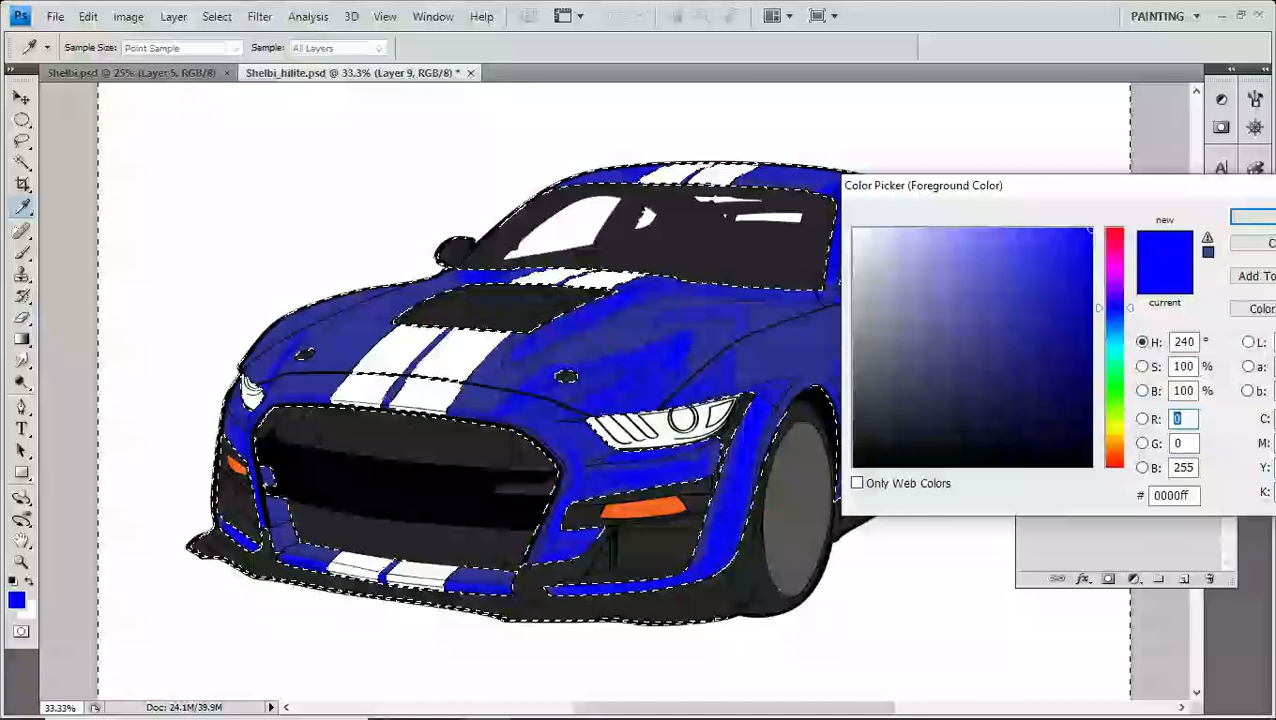 Ps File Edit Image Layer Select Filter Analysis 3D View Window Help PAINTING
Sample Size: Point Sample Sample: All Layers
Shelbi.psd @ 25% (Layer 5, RGB/8) × Shelbi_hilite.psd @ 33.3% (Layer 9, RGB/8) * ×
Color Picker (Foreground Color)
new
current
Add To
Color
H: 240 ° L:
S: 100 % a:
B: 100 % b:
R: 0 C:
G: 0 M:
B: 255 Y:
# 0000ff K:
Only Web Colors
33.33% Doc: 24.1M/39.9M